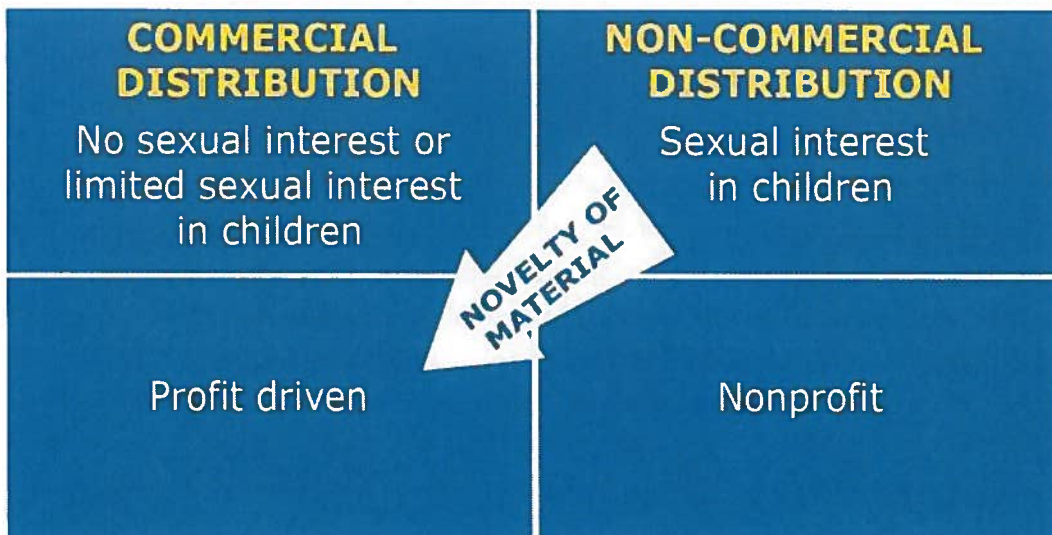 COMMERCIAL
DISTRIBUTION
No sexual interest or
limited sexual interest
in children
NON-COMMERCIAL
DISTRIBUTION
Sexual interest
in children
NOVELTY OF
MATERIAL
Profit driven
Nonprofit